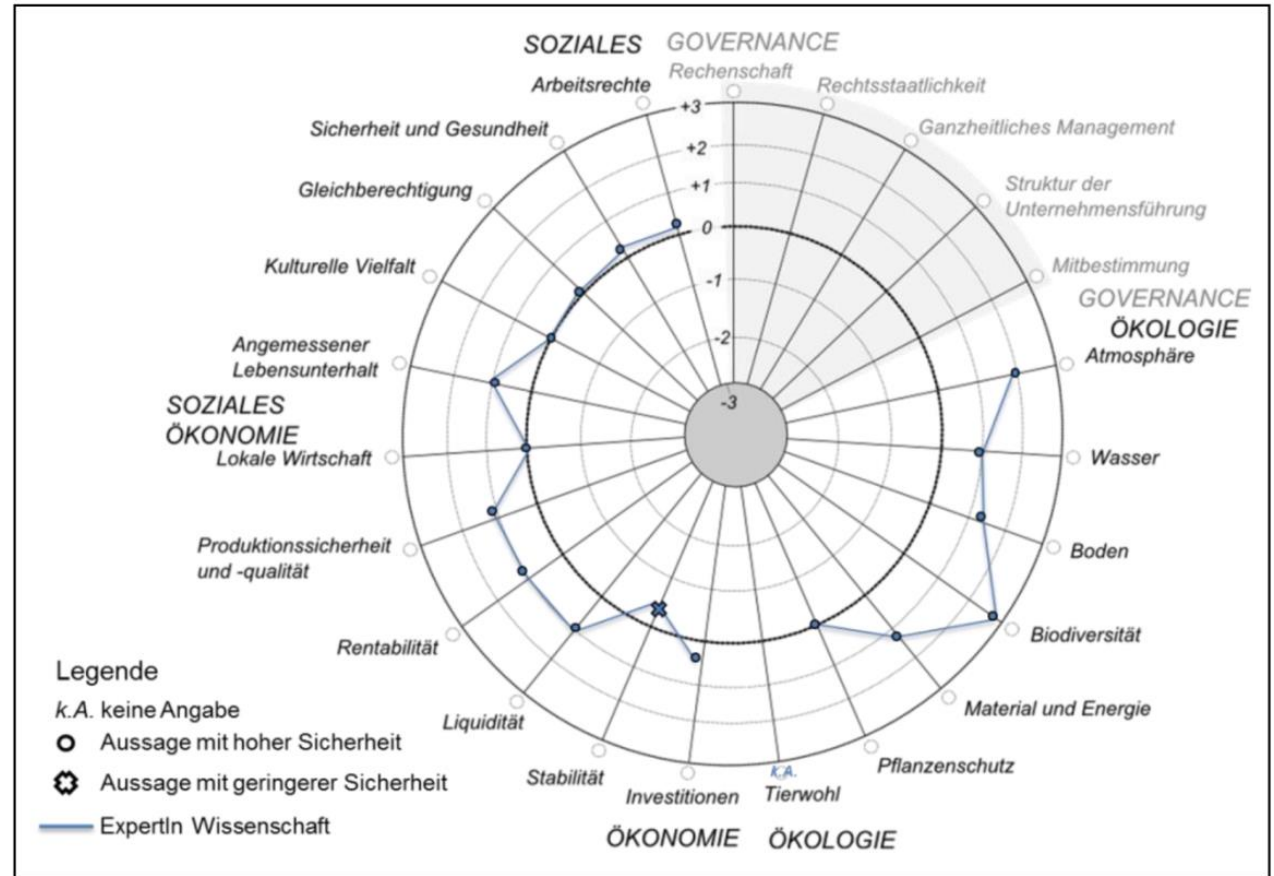 SOZIALES GOVERNANCE
Rechenschaft
Arbeitsrechte
Rechtsstaatlichkeit
+3
Sicherheit und Gesundheit
Ganzheitliches Management
+2
Gleichberechtigung
+1
Struktur der
Unternehmensführung
0
Kulturelle Vielfalt
Mitbestimmung
-1
GOVERNANCE
ÖKOLOGIE
-2
Angemessener
Lebensunterhalt
Atmosphäre
-3
SOZIALES
ÖKONOMIE
Lokale Wirtschaft
Wasser
Produktionssicherheit
und -qualität
Boden
Rentabilität
Biodiversität
Liquidität
Material und Energie
Stabilität
Pflanzenschutz
k.A.
Investitionen
Tierwohl
ÖKONOMIE ÖKOLOGIE
Legende
k.A. keine Angabe
Aussage mit hoher Sicherheit
Aussage mit geringerer Sicherheit
ExpertIn Wissenschaft